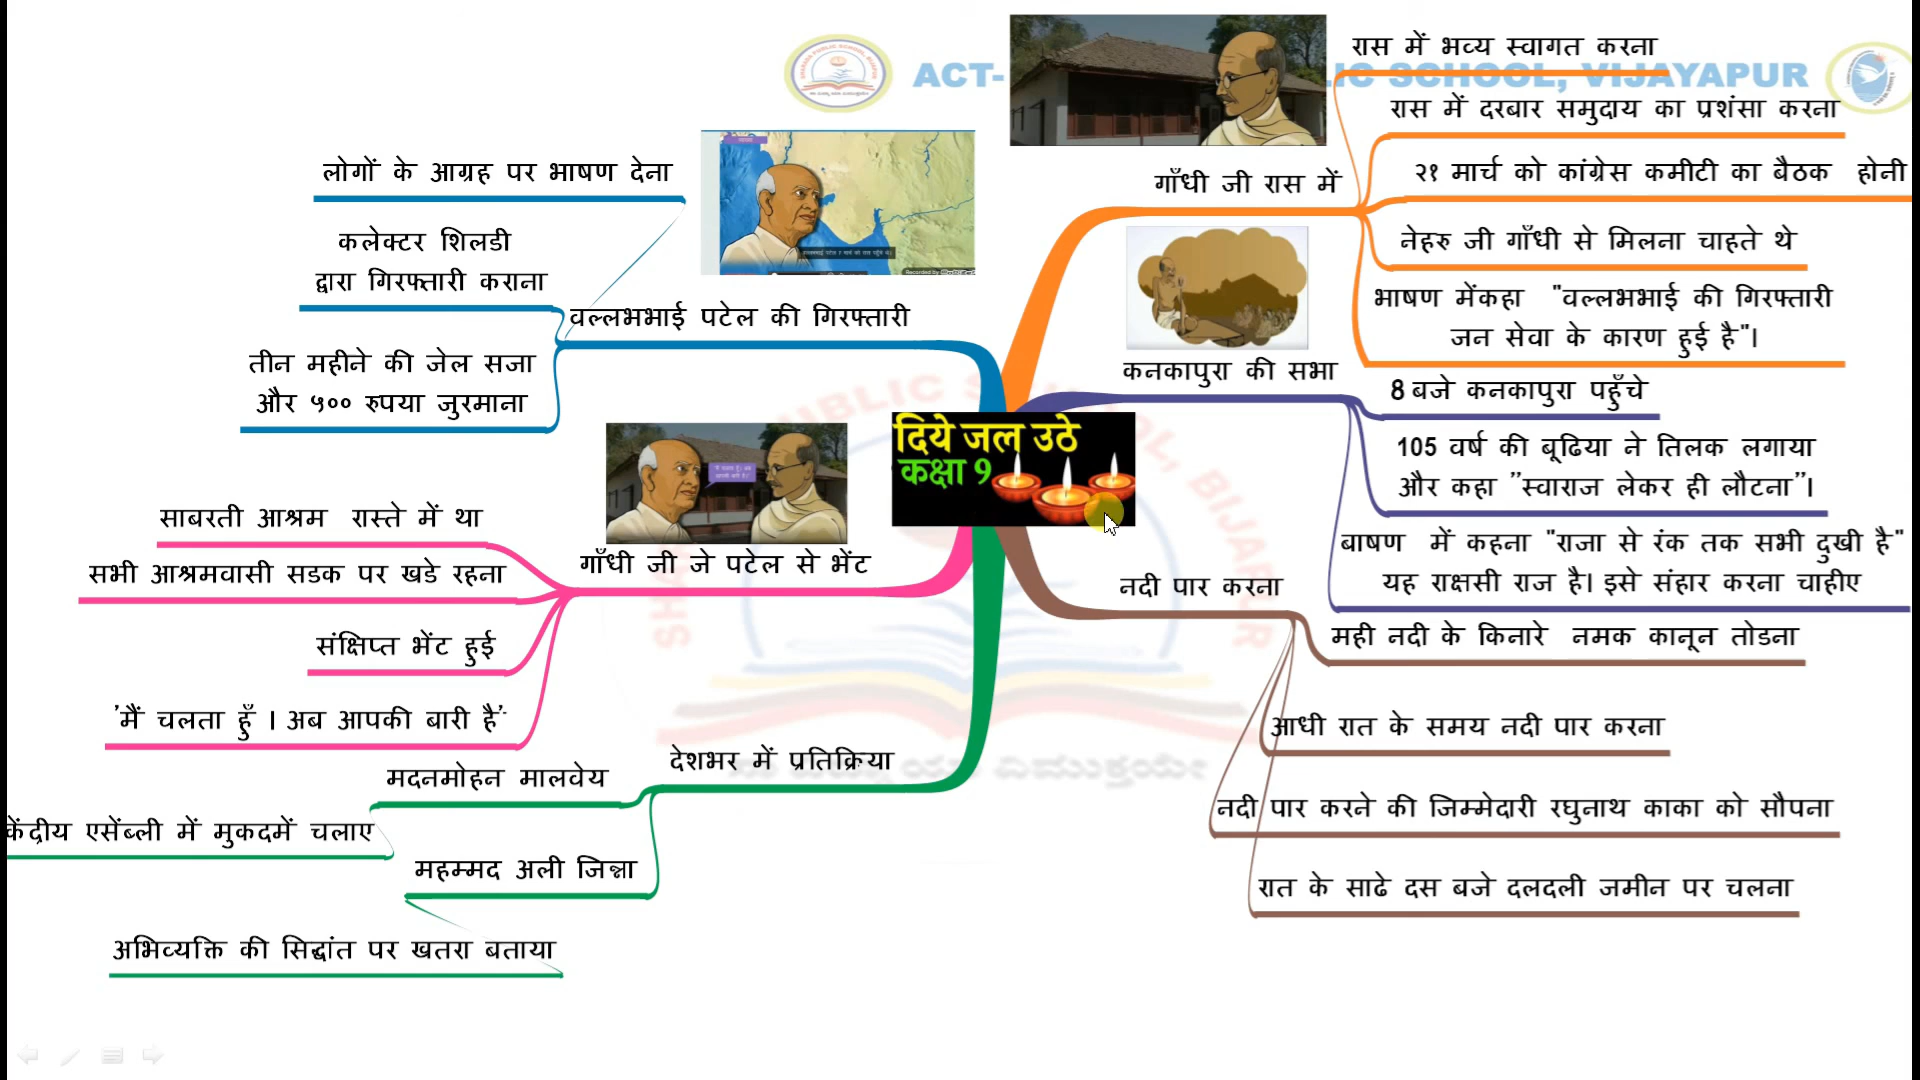 ACT-
LIC SCHOOL, VIJAYAPUR
रास में भव्य स्वागत करना
रास में दरबार समुदाय का प्रशंसा करना
२१ मार्च को कांग्रेस कमीटी का बैठक होनी
नेहरु जी गाँधी से मिलना चाहते थे
भाषण मेंकहा "वल्लभभाई की गिरफ्तारी
जन सेवा के कारण हुई है"।
गाँधी जी रास में
कनकापुरा की सभा
8 बजे कनकापुरा पहुँचे
105 वर्ष की बूढिया ने तिलक लगाया
और कहा ”स्वाराज लेकर ही लौटना”।
बाषण में कहना "राजा से रंक तक सभी दुखी है"
यह राक्षसी राज है। इसे संहार करना चाहीए
नदी पार करना
मही नदी के किनारे नमक कानून तोडना
आधी रात के समय नदी पार करना
नदी पार करने की जिम्मेदारी रघुनाथ काका को सौपना
रात के साढे दस बजे दलदली जमीन पर चलना
दिये जल उठे
कक्षा 9
लोगों के आग्रह पर भाषण देना
कलेक्टर शिलडी
द्वारा गिरफ्तारी कराना
वल्लभभाई पटेल की गिरफ्तारी
तीन महीने की जेल सजा
और ५०० रुपया जुरमाना
गाँधी जी जे पटेल से भेंट
साबरती आश्रम रास्ते में था
सभी आश्रमवासी सडक पर खडे रहना
संक्षिप्त भेंट हुई
'मैं चलता हुँ । अब आपकी बारी है'
देशभर में प्रतिक्रिया
मदनमोहन मालवेय
केंद्रीय एसेंब्ली में मुकदमें चलाए
महम्मद अली जिन्ना
अभिव्यक्ति की सिद्धांत पर खतरा बताया
PUBLIC SCHOOL, BIJAPUR